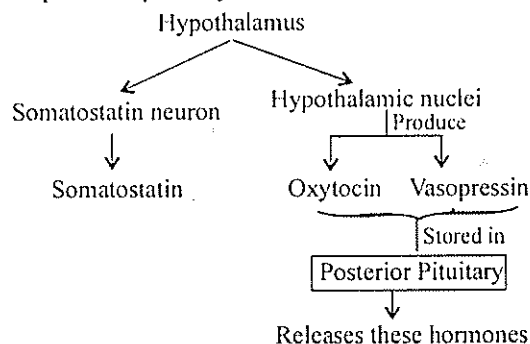 Hypothalamus
Somatostatin neuron
Hypothalamic nuclei
Produce
Somatostatin
Oxytocin Vasopressin
Stored in
Posterior Pituitary
Releases these hormones